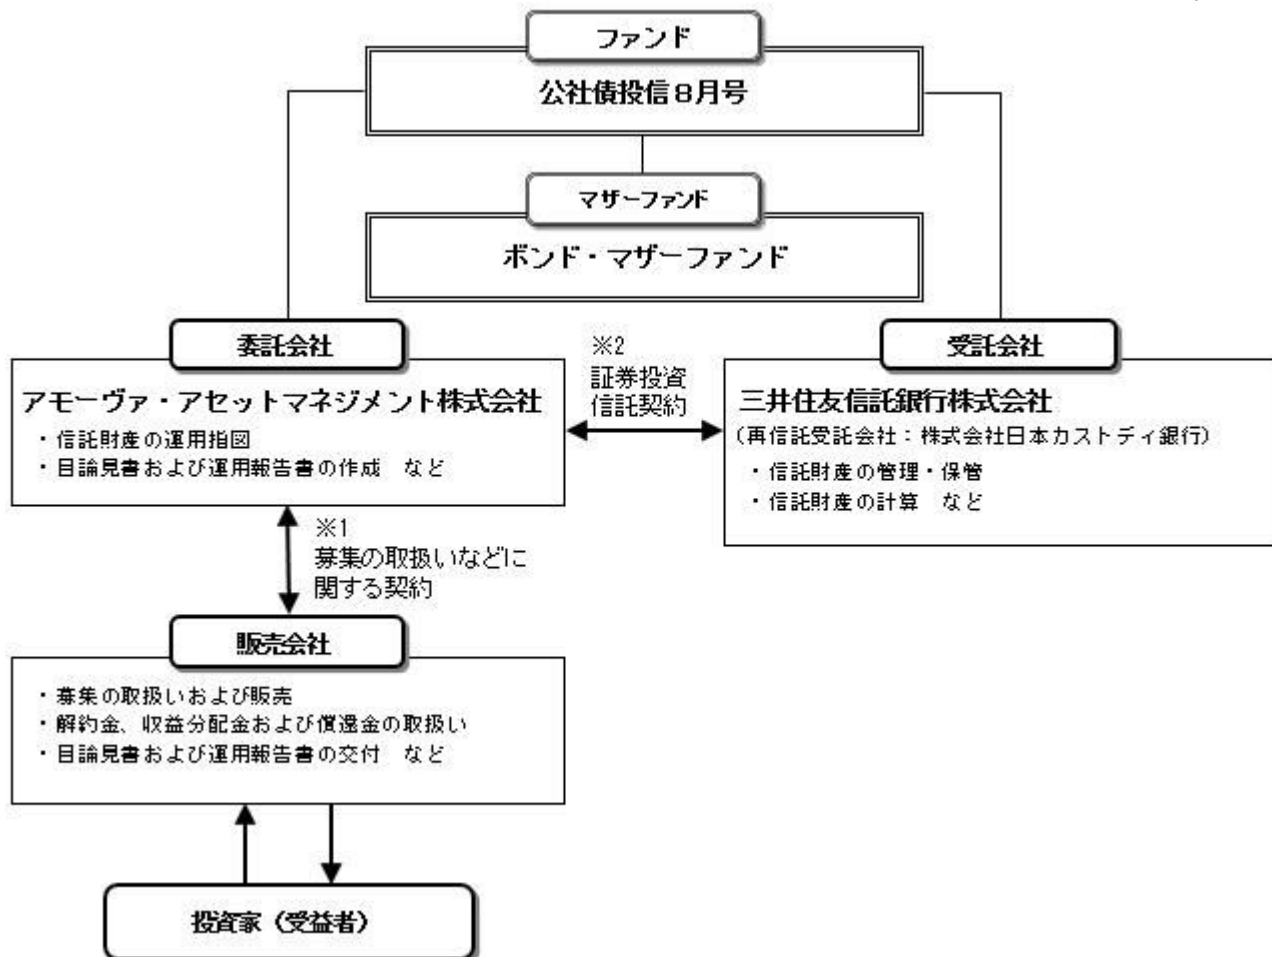 ファンド
公社債投信8月号
マザーファンド
ボンド・マザーファンド
委託会社
アモーヴァ・アセットマネジメント株式会社
・信託財産の運用指図
・目論見書および運用報告書の作成 など
※2
証券投資
信託契約
受託会社
三井住友信託銀行株式会社
(再信託受託会社:株式会社日本カストディ銀行)
・信託財産の管理・保管
・信託財産の計算 など
※1
募集の取扱いなどに
関する契約
販売会社
・募集の取扱いおよび販売
・解約金、収益分配金および償還金の取扱い
・目論見書および運用報告書の交付 など
投資家(受益者)